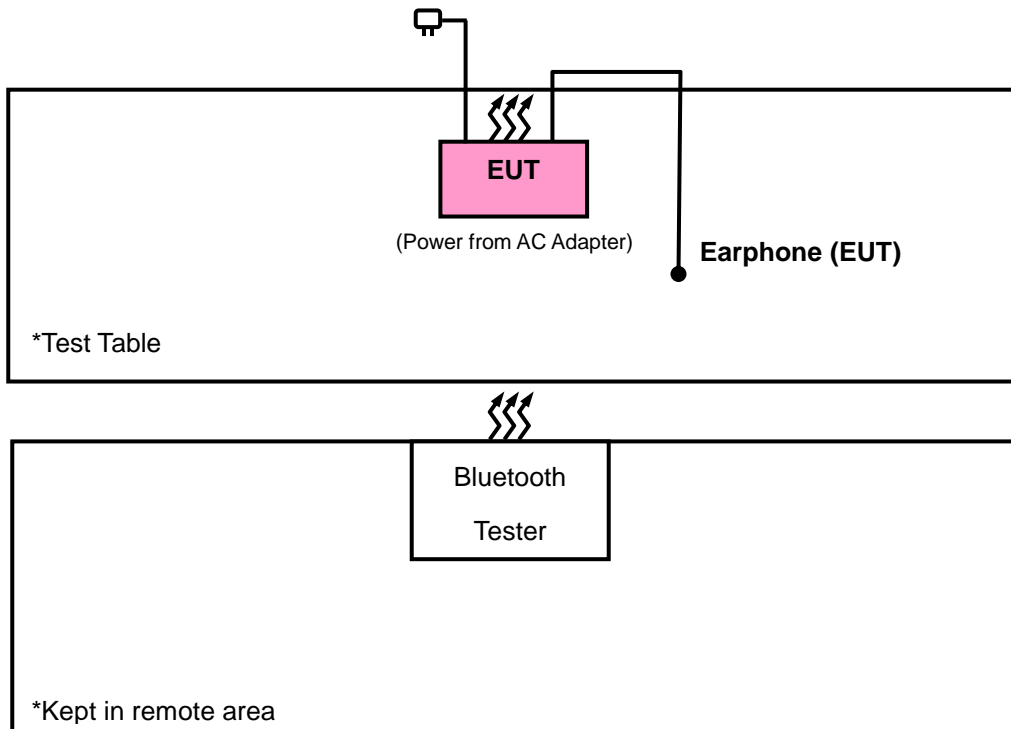 EUT
(Power from AC Adapter)
Earphone (EUT)
*Test Table
Bluetooth
Tester
*Kept in remote area